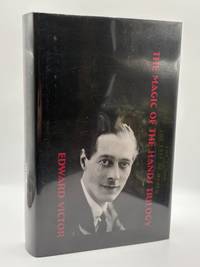 THE MAGIC OF THE HANDS TRILOGY
EDWARD VICTOR